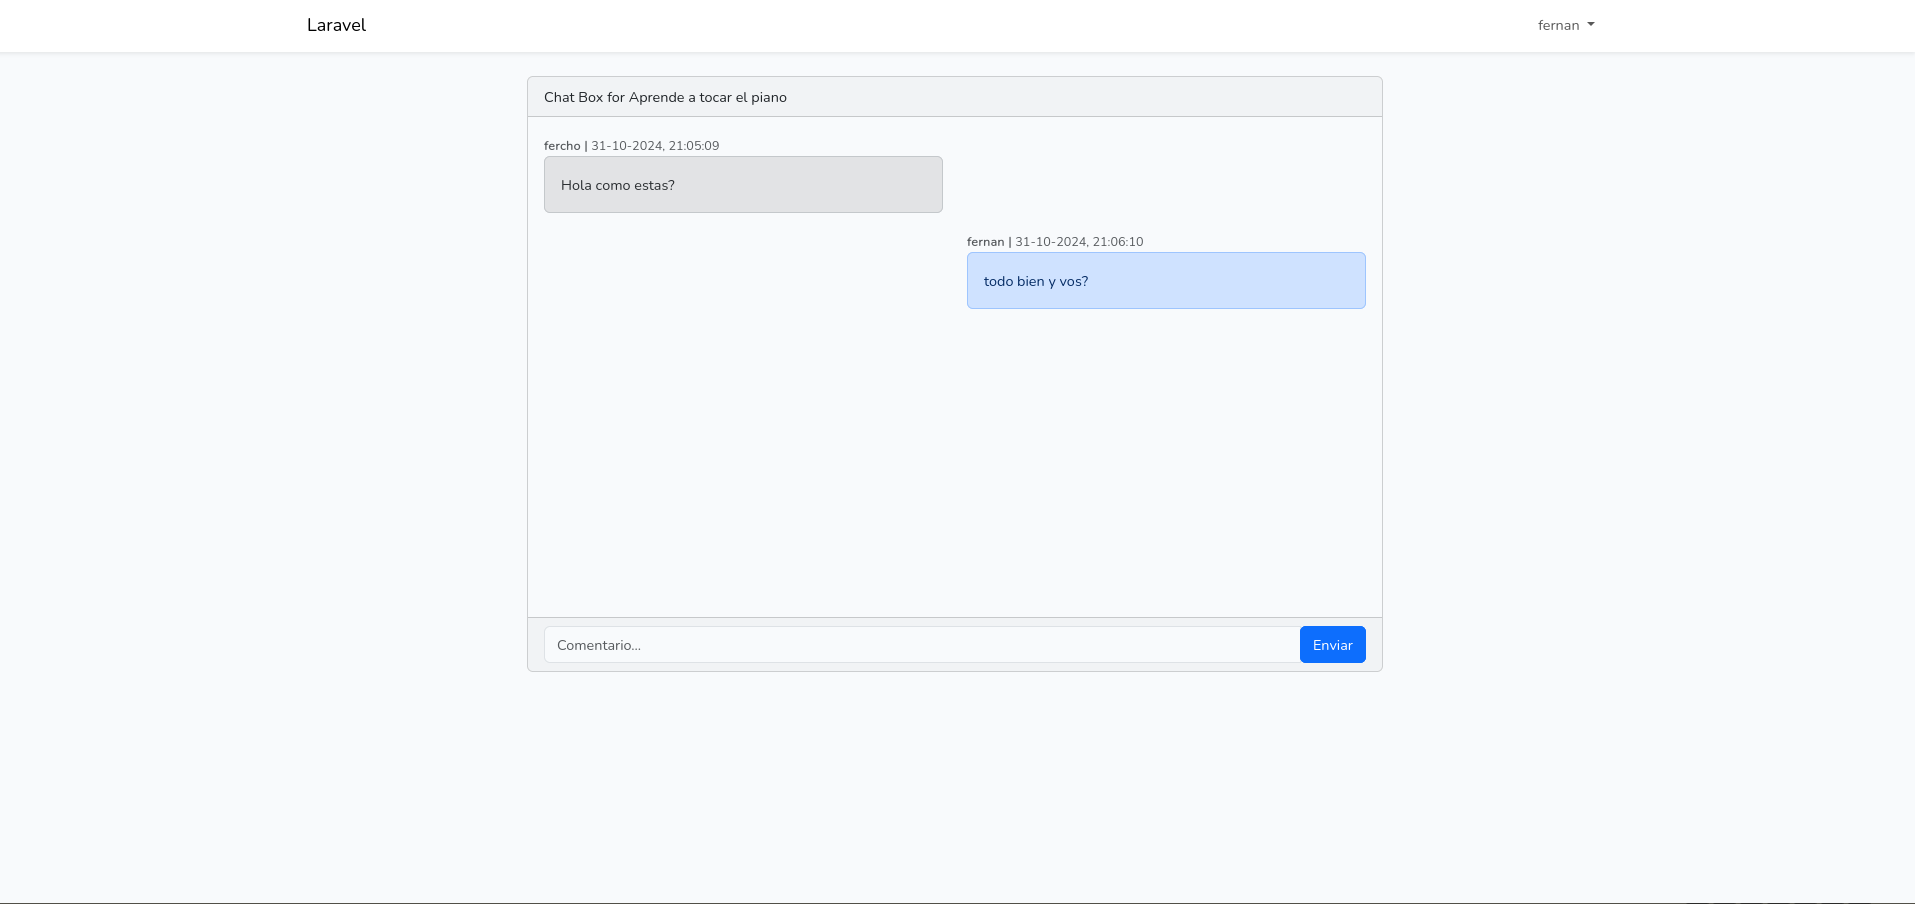 Laravel
fernan
Chat Box for Aprende a tocar el piano
fercho | 31-10-2024, 21:05:09
Hola como estas?
fernan | 31-10-2024, 21:06:10
todo bien y vos?
Comentario...
Enviar